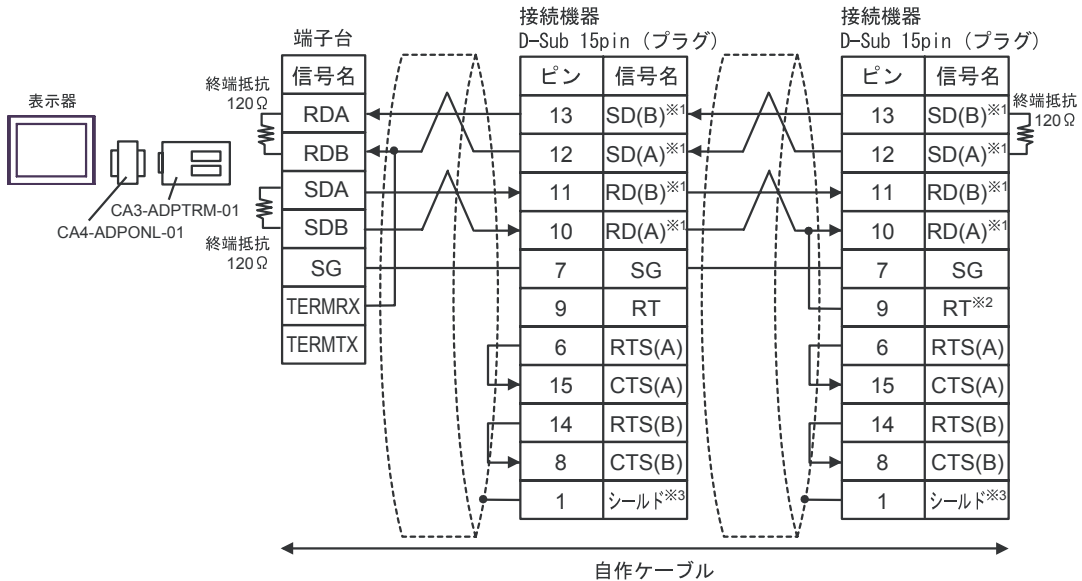 表示器
CA3-ADPTRM-01
CA4-ADPONL-01
端子台
信号名
RDA
RDB
SDA
SDB
SG
TERMRX
TERMTX
終端抵抗
120Ω
終端抵抗
120Ω
接続機器
D-Sub 15pin (プラグ)
ピン 信号名
13 SD(B)※1
12 SD(A)※1
11 RD(B)※1
10 RD(A)※1
7 SG
9 RT
6 RTS(A)
15 CTS(A)
14 RTS(B)
8 CTS(B)
1 シールド※3
接続機器
D-Sub 15pin (プラグ)
ピン 信号名
13 SD(B)※1
12 SD(A)※1
11 RD(B)※1
10 RD(A)※1
7 SG
9 RT※2
6 RTS(A)
15 CTS(A)
14 RTS(B)
8 CTS(B)
1 シールド※3
終端抵抗
120Ω
自作ケーブル